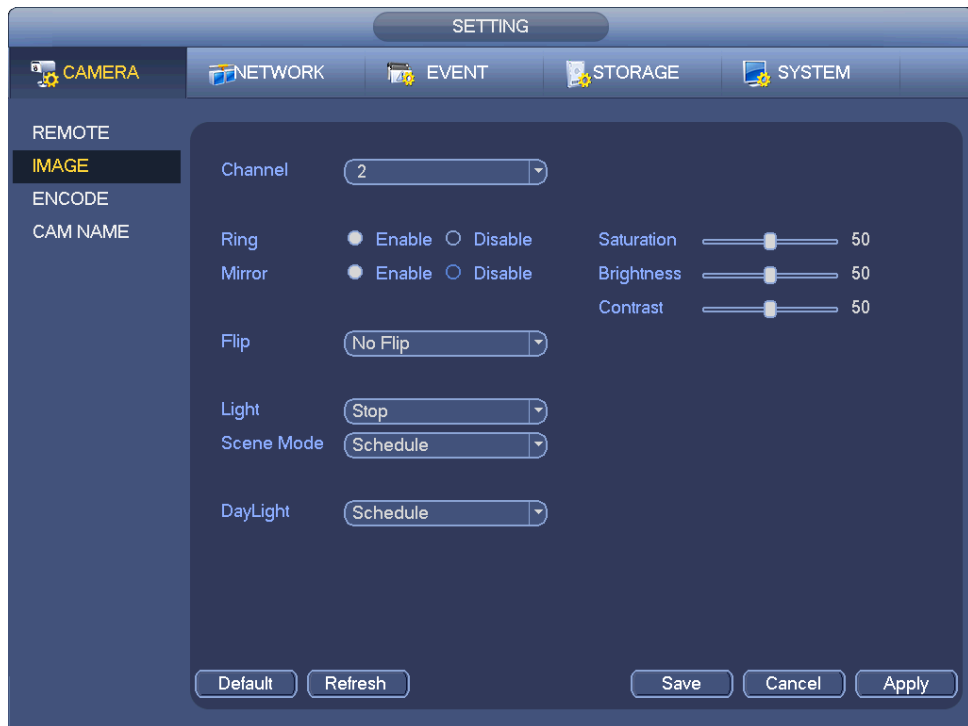 SETTING
CAMERA NETWORK EVENT STORAGE SYSTEM
REMOTE
IMAGE
ENCODE
CAM NAME
Channel 2
Ring Enable Disable Saturation 50
Mirror Enable Disable Brightness 50
Contrast 50
Flip No Flip
Light Stop
Scene Mode Schedule
DayLight Schedule
Default Refresh Save Cancel Apply